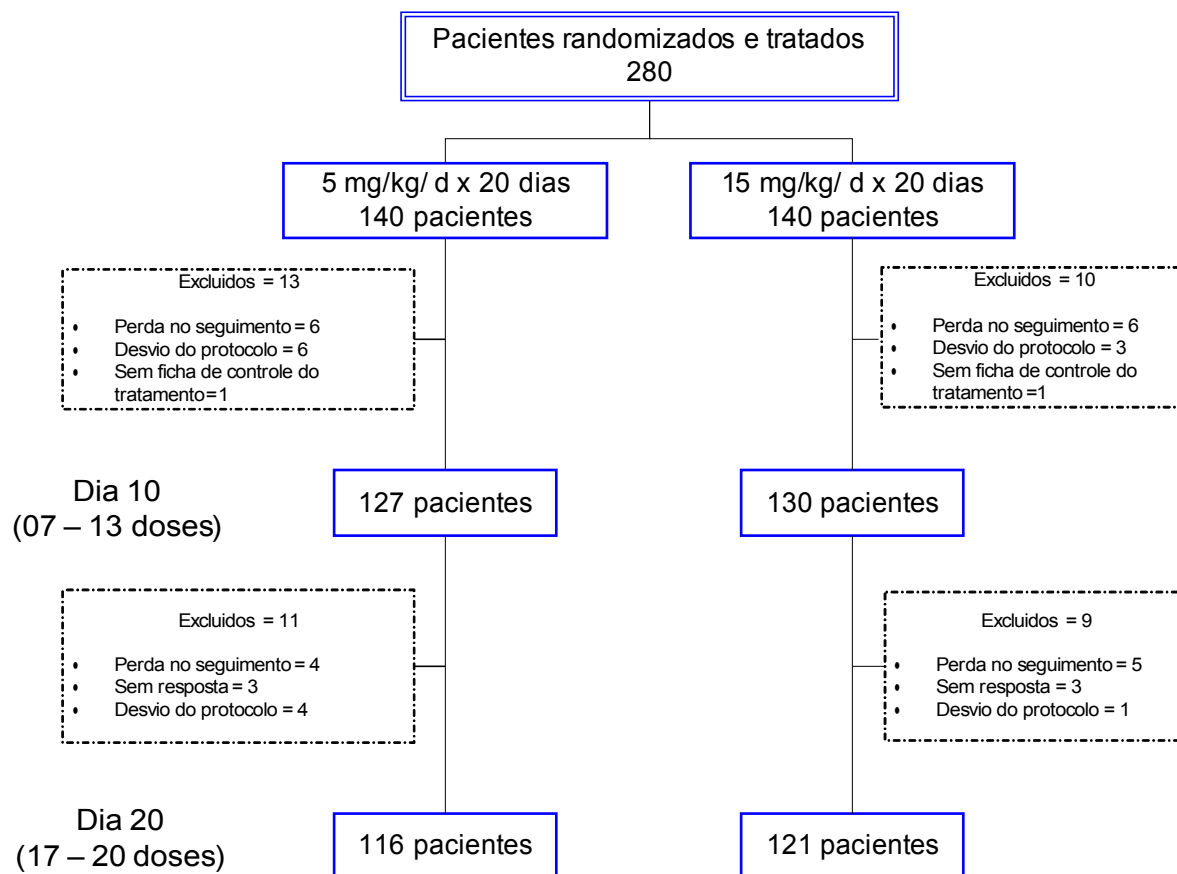 Pacientes randomizados e tratados
280
5 mg/kg/ d x 20 dias
140 pacientes
15 mg/kg/ d x 20 dias
140 pacientes
Excluidos = 13
• Perda no seguimento = 6
• Desvio do protocolo = 6
• Sem ficha de controle do
tratamento = 1
Excluidos = 10
• Perda no seguimento = 6
• Desvio do protocolo = 3
• Sem ficha de controle do
tratamento =1
Dia 10
(07 – 13 doses)
127 pacientes
130 pacientes
Excluidos = 11
• Perda no seguimento = 4
• Sem resposta = 3
• Desvio do protocolo = 4
Excluidos = 9
• Perda no seguimento = 5
• Sem resposta = 3
• Desvio do protocolo = 1
Dia 20
(17 – 20 doses)
116 pacientes
121 pacientes